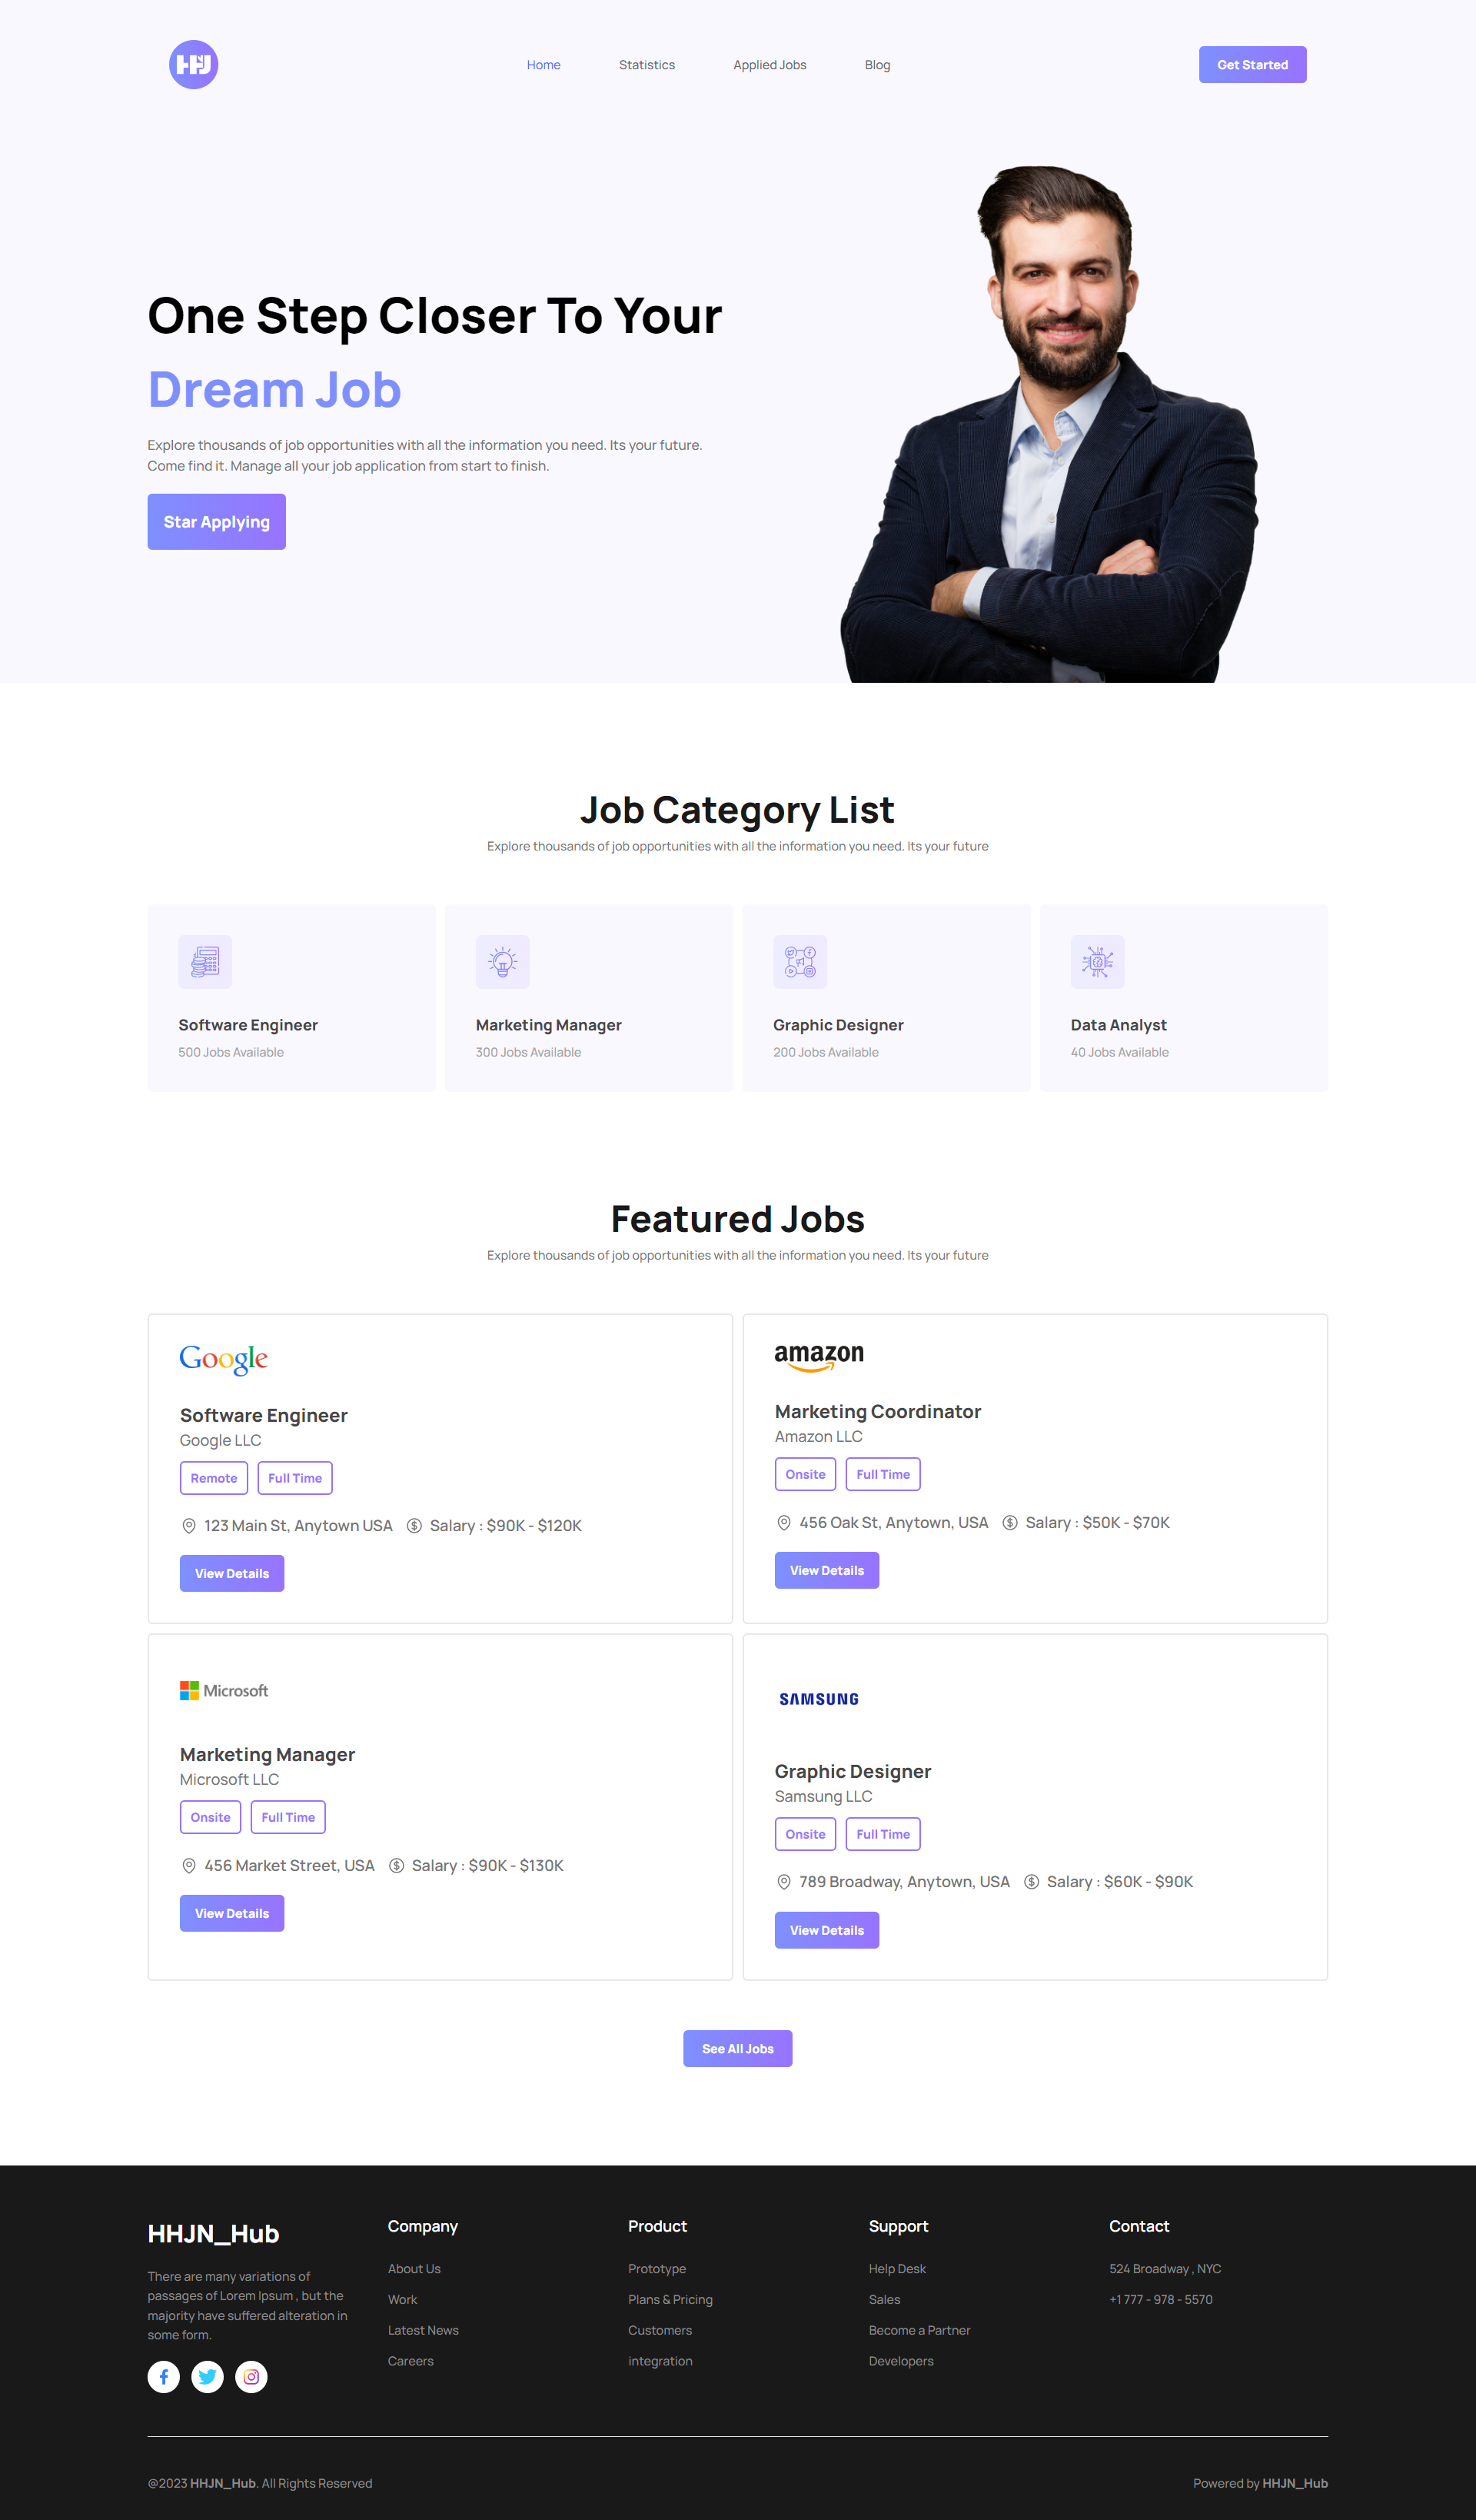 HHJ
Home
Statistics
Applied Jobs
Blog
Get Started
One Step Closer To Your
Dream Job
Explore thousands of job opportunities with all the information you need. Its your future.
Come find it. Manage all your job application from start to finish.
Star Applying
Job Category List
Explore thousands of job opportunities with all the information you need. Its your future
Software Engineer
500 Jobs Available
Marketing Manager
300 Jobs Available
Graphic Designer
200 Jobs Available
Data Analyst
40 Jobs Available
Featured Jobs
Explore thousands of job opportunities with all the information you need. Its your future
Google
Software Engineer
Google LLC
Remote
Full Time
123 Main St, Anytown USA
Salary : $90K - $120K
View Details
amazon
Marketing Coordinator
Amazon LLC
Onsite
Full Time
456 Oak St, Anytown, USA
Salary : $50K - $70K
View Details
Microsoft
Marketing Manager
Microsoft LLC
Onsite
Full Time
456 Market Street, USA
Salary : $90K - $130K
View Details
SAMSUNG
Graphic Designer
Samsung LLC
Onsite
Full Time
789 Broadway, Anytown, USA
Salary : $60K - $90K
View Details
See All Jobs
HHJN_Hub
There are many variations of
passages of Lorem Ipsum , but the
majority have suffered alteration in
some form.
Company
About Us
Work
Latest News
Careers
Product
Prototype
Plans & Pricing
Customers
integration
Support
Help Desk
Sales
Become a Partner
Developers
Contact
524 Broadway , NYC
+1 777 - 978 - 5570
@2023 HHJN_Hub. All Rights Reserved
Powered by HHJN_Hub